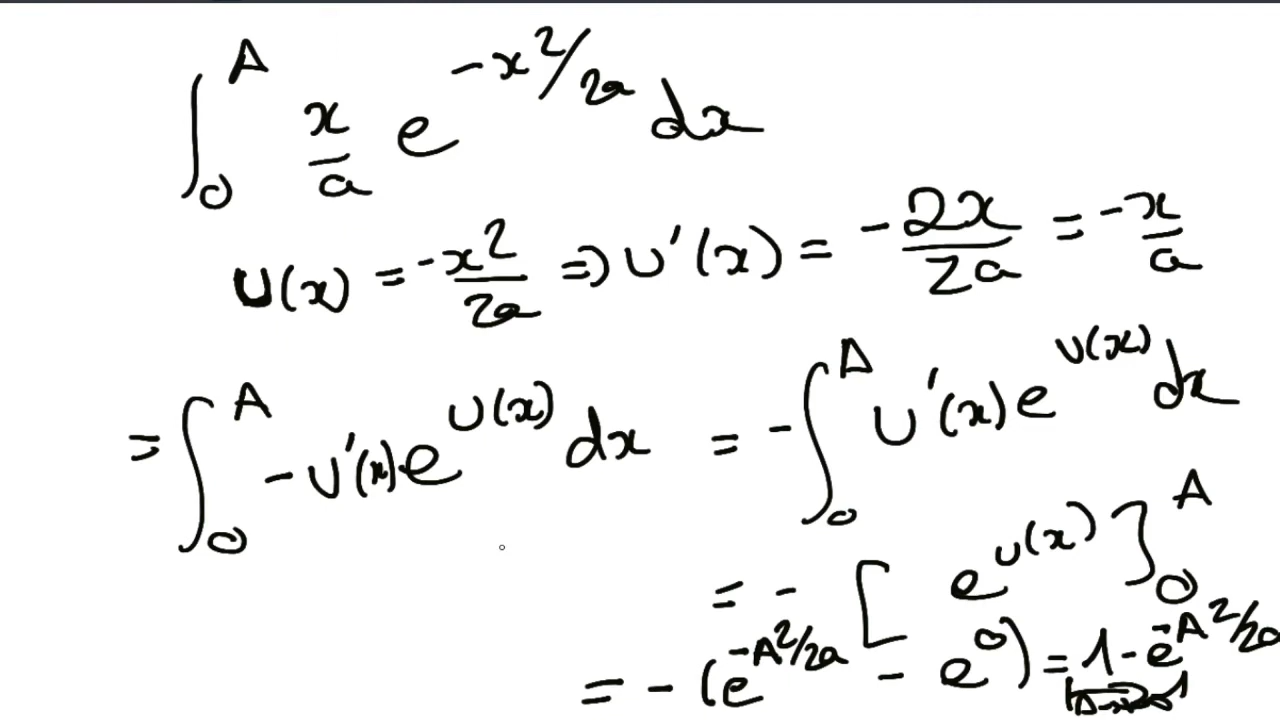 ∫₀^A x/a e^(-x²/2a) dx
U(x) = -x²/2a ⇒ U'(x) = -2x/2a = -x/a
= ∫₀^A -U'(x) e^(U(x)) dx = -∫₀^A U'(x) e^(U(x)) dx
= - [e^(U(x))]₀^A
= - (e^(-A²/2a) - e⁰) = 1 - e^(-A²/2a)